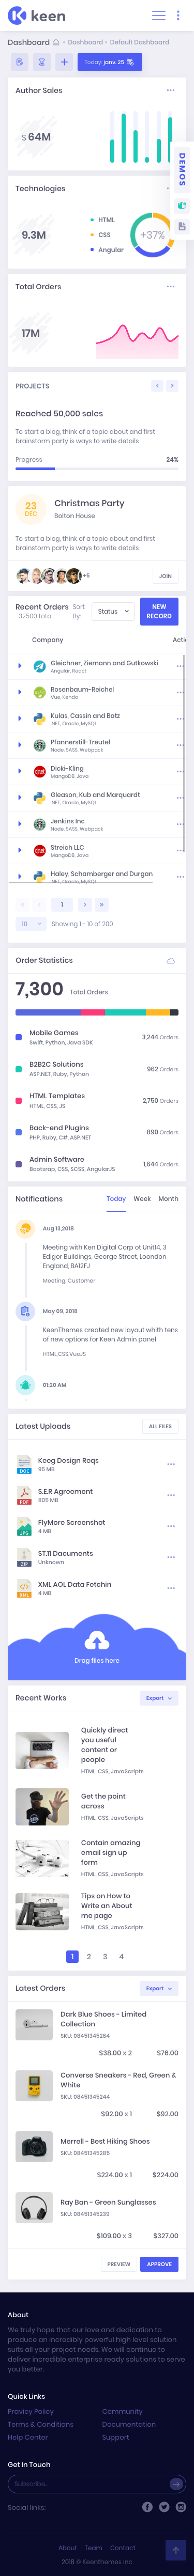 keen
Dashboard
Dashboard
Default Dashboard
Today: janv. 25
DEMOS
Author Sales
$ 64M
Technologies
9.3M
HTML
CSS
Angular
+37%
Total Orders
17M
PROJECTS
Reached 50,000 sales
To start a blog, think of a topic about and first
brainstorm party is ways to write details
Progress 24%
23
DEC
Christmas Party
Bolton House
To start a blog, think of a topic about and first
brainstorm party is ways to write details
+5
JOIN
Recent Orders
32500 total
Sort
By:
Status
NEW
RECORD
Company
Actio
Gleichner, Ziemann and Gutkowski
Angular, React
Rosenbaum-Reichel
Vue, Kendo
Kulas, Cassin and Batz
.NET, Oracle, MySQL
Pfannerstill-Treutel
Node, SASS, Webpack
Dicki-Kling
MangoDB, Java
Gleason, Kub and Marquardt
.NET, Oracle, MySQL
Jenkins Inc
Node, SASS, Webpack
Streich LLC
MangoDB, Java
Haley, Schamberger and Durgan
.NET, Oracle, MySQL
1
10
Showing 1 - 10 of 200
Order Statistics
7,300 Total Orders
Mobile Games
Swift, Python, Java SDK
3,244 Orders
B2B2C Solutions
ASP.NET, Ruby, Python
962 Orders
HTML Templates
HTML, CSS, JS
2,750 Orders
Back-end Plugins
PHP, Ruby, C#, ASP.NET
890 Orders
Admin Software
Bootsrap, CSS, SCSS, AngularJS
1,644 Orders
Notifications
Today
Week
Month
Aug 13,2018
Meeting with Ken Digital Corp ot Unit14, 3
Edigor Buildings, George Street, Loondan
England, BA12FJ
Meeting, Customer
May 09, 2018
KeenThemes created new layout whith tens
of new options for Keen Admin panel
HTML,CSS,VueJS
01:20 AM
Latest Uploads
ALL FILES
DOC
Keeg Design Reqs
95 MB
PDF
S.E.R Agreement
805 MB
JPG
FlyMore Screenshot
4 MB
ZIP
ST.11 Dacuments
Unknown
XML
XML AOL Data Fetchin
4 MB
Drag files here
Recent Works
Export
Quickly direct
you useful
content or
people
HTML, CSS, JavaScripts
Get the point
across
HTML, CSS, JavaScripts
Contain amazing
email sign up
form
HTML, CSS, JavaScripts
Tips on How to
Write an About
me page
HTML, CSS, JavaScripts
1 2 3 4
Latest Orders
Export
Dark Blue Shoes - Limited
Collection
SKU: 08451345264
$38.00 x 2 $76.00
Converse Sneakers - Red, Green &
White
SKU: 08451345244
$92.00 x 1 $92.00
Merrell - Best Hiking Shoes
SKU: 08451345285
$224.00 x 1 $224.00
Ray Ban - Green Sunglasses
SKU: 08451345239
$109.00 x 3 $327.00
PREVIEW
APPROVE
About
We truly hope that our love and dedication to
produce an incredibly powerful high level solution
suits all your project needs. We will continue to
deliver incredible enterprise ready solutions to serve
you better.
Quick Links
Pravicy Policy
Community
Terms & Conditions
Documentation
Help Center
Support
Get In Touch
Subscribe...
Social links:
About Team Contact
2018 © Keenthemes Inc